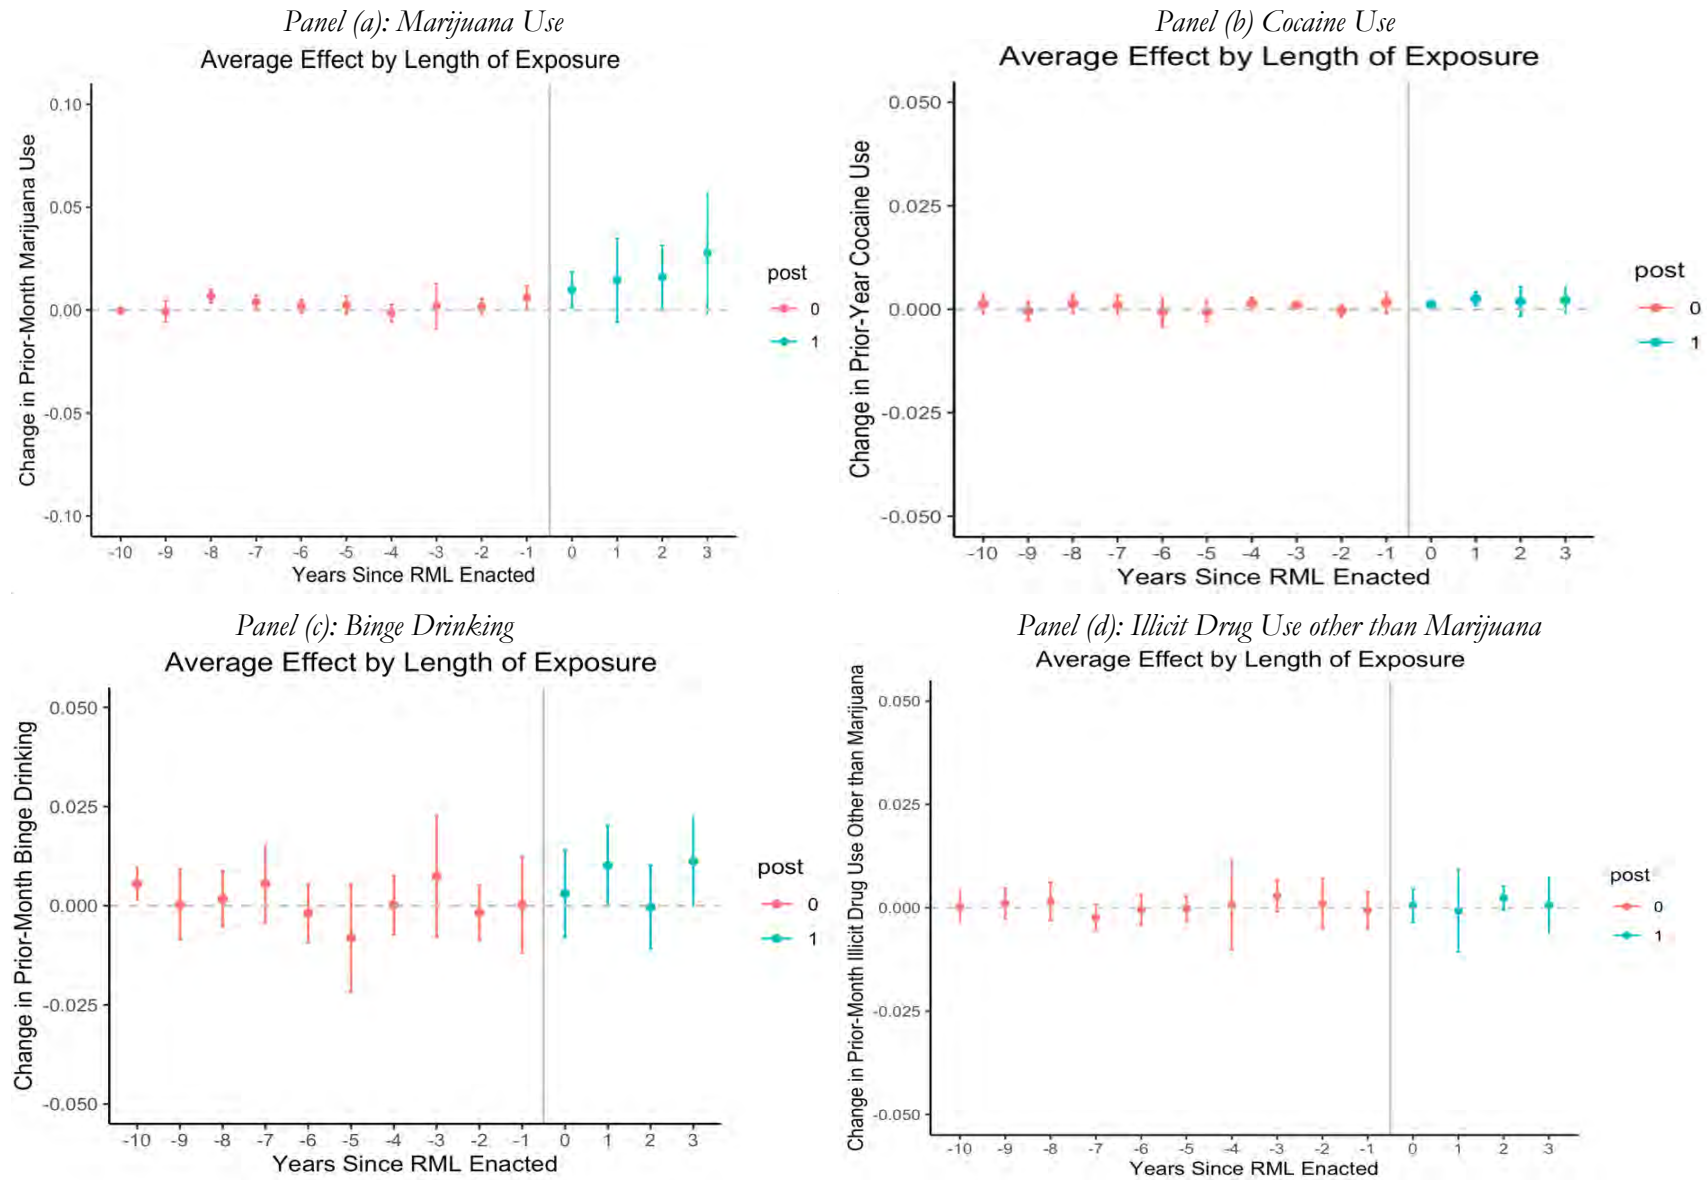 Panel (a): Marijuana Use
Average Effect by Length of Exposure
Change in Prior-Month Marijuana Use
0.10
0.05
0.00
-0.05
-0.10
-10 -9 -8 -7 -6 -5 -4 -3 -2 -1 0 1 2 3
Years Since RML Enacted
post
0
1
Panel (b) Cocaine Use
Average Effect by Length of Exposure
Change in Prior-Year Cocaine Use
0.050
0.025
0.000
-0.025
-0.050
-10 -9 -8 -7 -6 -5 -4 -3 -2 -1 0 1 2 3
Years Since RML Enacted
post
0
1
Panel (c): Binge Drinking
Average Effect by Length of Exposure
Change in Prior-Month Binge Drinking
0.050
0.025
0.000
-0.025
-0.050
-10 -9 -8 -7 -6 -5 -4 -3 -2 -1 0 1 2 3
Years Since RML Enacted
post
0
1
Panel (d): Illicit Drug Use other than Marijuana
Average Effect by Length of Exposure
Change in Prior-Month Illicit Drug Use Other than Marijuana
0.050
0.025
0.000
-0.025
-0.050
-10 -9 -8 -7 -6 -5 -4 -3 -2 -1 0 1 2 3
Years Since RML Enacted
post
0
1